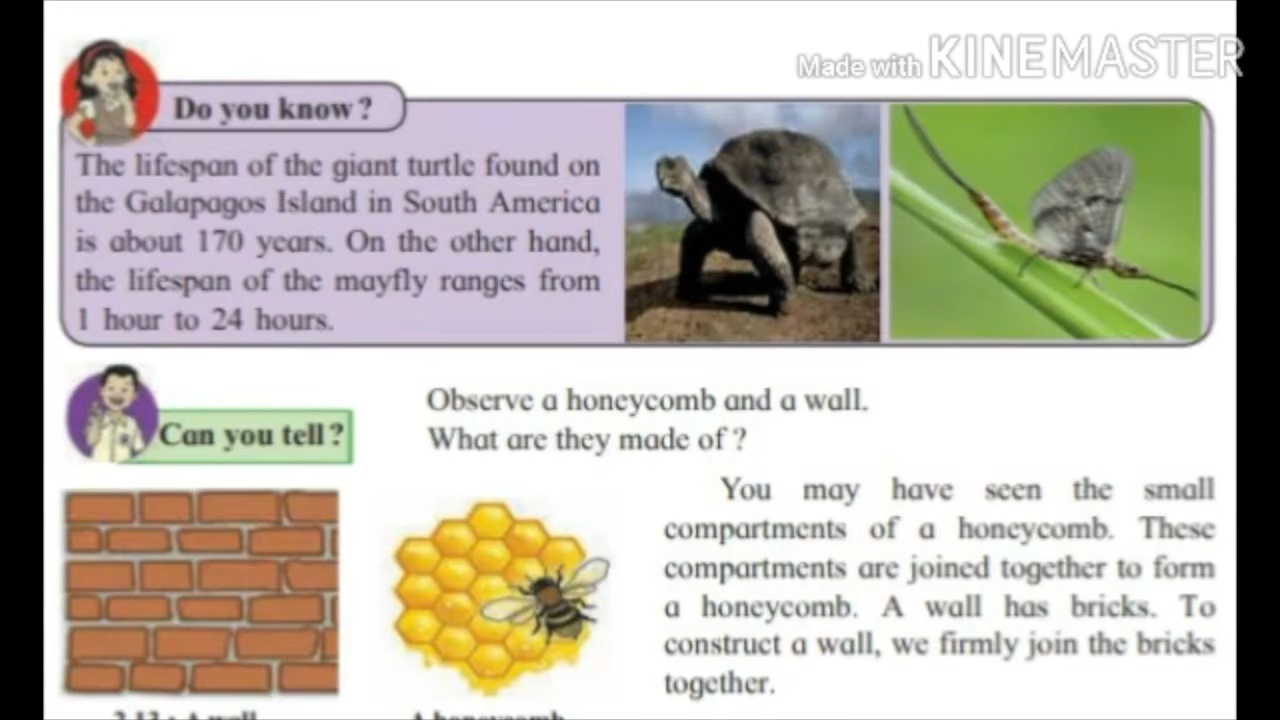 Made with KINEMASTER
Do you know?
The lifespan of the giant turtle found on
the Galapagos Island in South America
is about 170 years. On the other hand,
the lifespan of the mayfly ranges from
1 hour to 24 hours.
Can you tell?
Observe a honeycomb and a wall.
What are they made of ?
You may have seen the small
compartments of a honeycomb. These
compartments are joined together to form
a honeycomb. A wall has bricks. To
construct a wall, we firmly join the bricks
together.
2.13 : A wall
A honeycomb